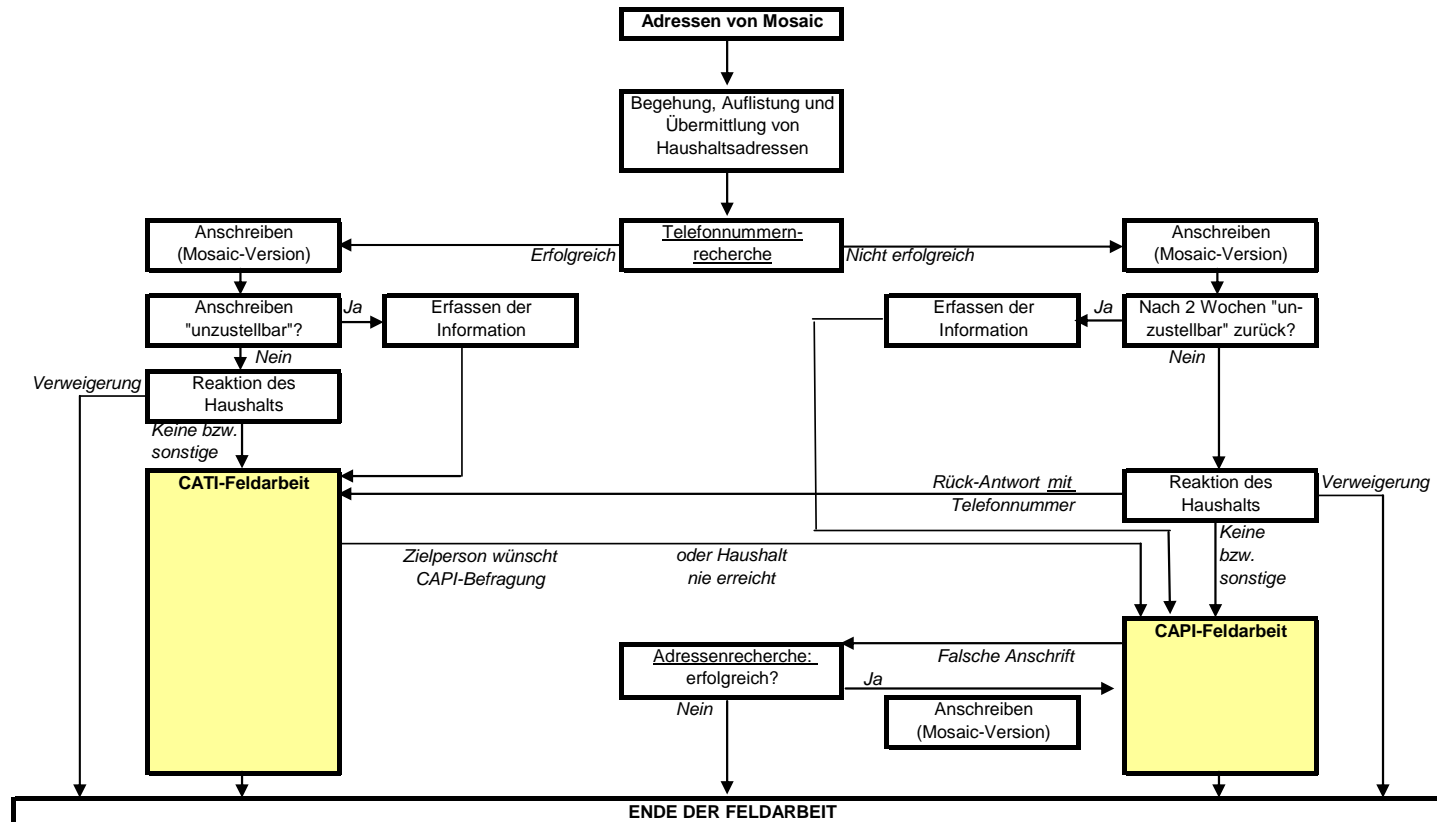 Adressen von Mosaic
Begehung, Auflistung und
Übermittlung von
Haushaltsadressen
Anschreiben
(Mosaic-Version)
Erfolgreich
Telefonnummern-
recherche
Nicht erfolgreich
Anschreiben
(Mosaic-Version)
Anschreiben
"unzustellbar"?
Ja
Erfassen der
Information
Erfassen der
Information
Ja
Nach 2 Wochen "un-
zustellbar" zurück?
Nein
Nein
Verweigerung
Reaktion des
Haushalts
Keine bzw.
sonstige
CATI-Feldarbeit
Rück-Antwort mit
Telefonnummer
Reaktion des
Haushalts
Verweigerung
Keine
bzw.
sonstige
Zielperson wünscht
CAPI-Befragung
oder Haushalt
nie erreicht
CAPI-Feldarbeit
Falsche Anschrift
Adressenrecherche:
erfolgreich?
Ja
Nein
Anschreiben
(Mosaic-Version)
ENDE DER FELDARBEIT